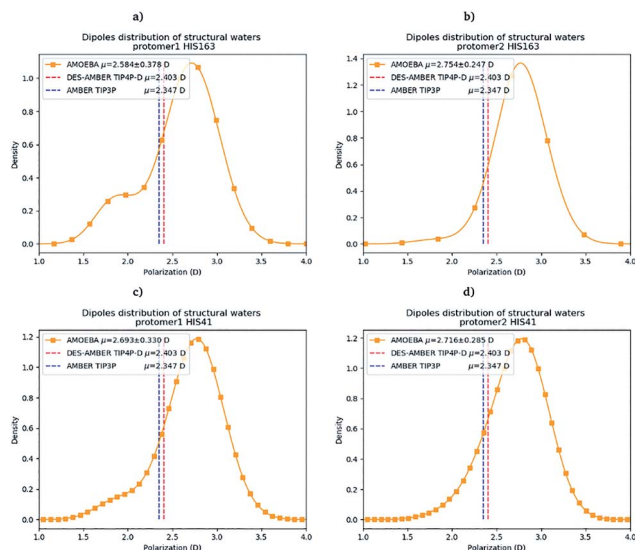 a)
Dipoles distribution of structural waters
protomer1 HIS163
AMOEBA μ=2.584±0.378 D
DES-AMBER TIP4P-D μ=2.403 D
AMBER TIP3P μ=2.347 D
Density
1.0
0.8
0.6
0.4
0.2
0.0
1.0 1.5 2.0 2.5 3.0 3.5 4.0
Polarization (D)
b)
Dipoles distribution of structural waters
protomer2 HIS163
AMOEBA μ=2.754±0.247 D
DES-AMBER TIP4P-D μ=2.403 D
AMBER TIP3P μ=2.347 D
Density
1.4
1.2
1.0
0.8
0.6
0.4
0.2
0.0
1.0 1.5 2.0 2.5 3.0 3.5 4.0
Polarization (D)
c)
Dipoles distribution of structural waters
protomer1 HIS41
AMOEBA μ=2.693±0.330 D
DES-AMBER TIP4P-D μ=2.403 D
AMBER TIP3P μ=2.347 D
Density
1.2
1.0
0.8
0.6
0.4
0.2
0.0
1.0 1.5 2.0 2.5 3.0 3.5 4.0
Polarization (D)
d)
Dipoles distribution of structural waters
protomer2 HIS41
AMOEBA μ=2.716±0.285 D
DES-AMBER TIP4P-D μ=2.403 D
AMBER TIP3P μ=2.347 D
Density
1.2
1.0
0.8
0.6
0.4
0.2
0.0
1.0 1.5 2.0 2.5 3.0 3.5 4.0
Polarization (D)